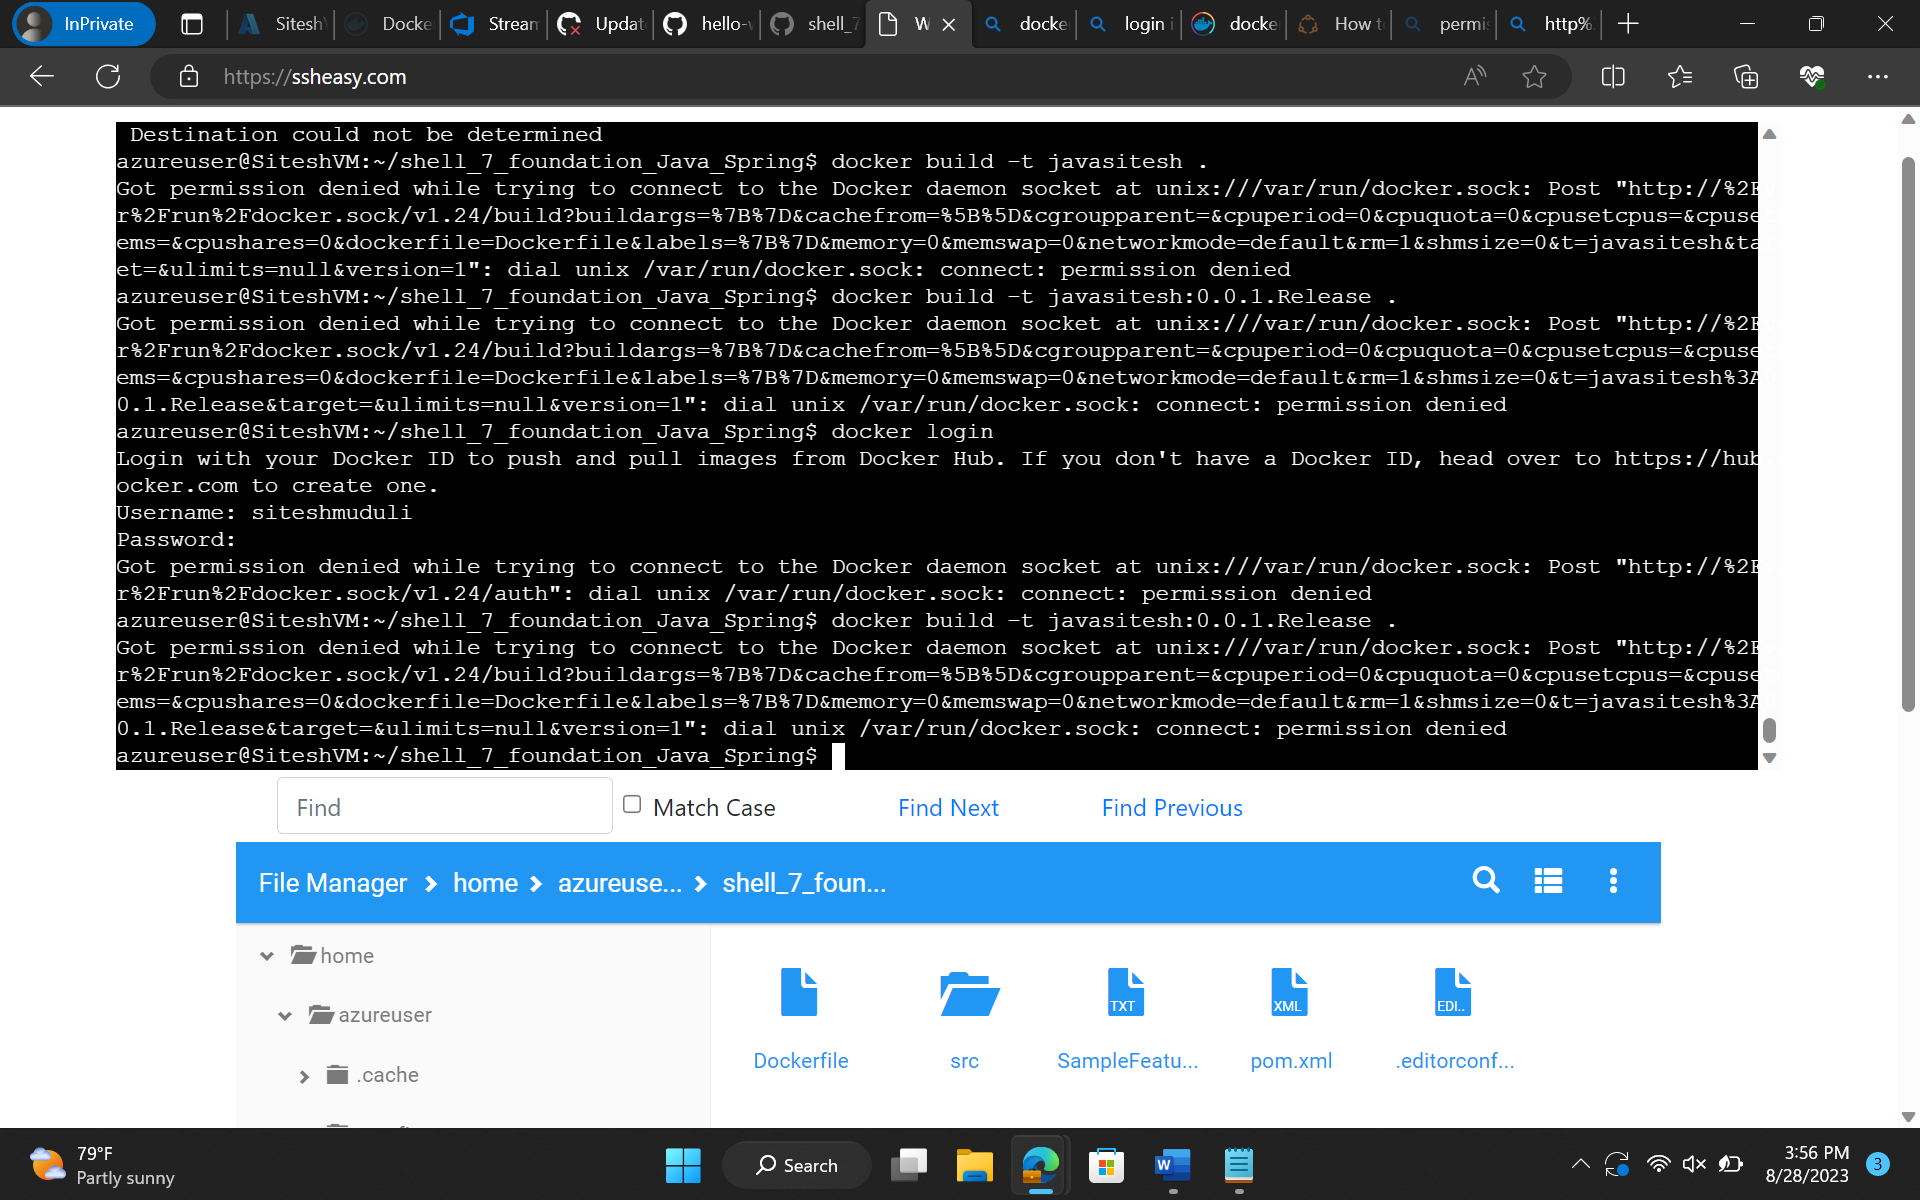 InPrivate
Sitesh
Docke
Stream
Updat
hello-
shell_7
W
docke
login i
docke
How t
permi
http%
https://ssheasy.com
Destination could not be determined
azureuser@SiteshVM:~/shell_7_foundation_Java_Spring$ docker build -t javasitesh .
Got permission denied while trying to connect to the Docker daemon socket at unix:///var/run/docker.sock: Post "http://%2Fv
r%2Frun%2Fdocker.sock/v1.24/build?buildargs=%7B%7D&cachefrom=%5B%5D&cgroupparent=&cpuperiod=0&cpuquota=0&cpusetcpus=&cpuset
ems=&cpushares=0&dockerfile=Dockerfile&labels=%7B%7D&memory=0&memswap=0&networkmode=default&rm=1&shmsize=0&t=javasitesh&ta
et=&ulimits=null&version=1": dial unix /var/run/docker.sock: connect: permission denied
azureuser@SiteshVM:~/shell_7_foundation_Java_Spring$ docker build -t javasitesh:0.0.1.Release .
Got permission denied while trying to connect to the Docker daemon socket at unix:///var/run/docker.sock: Post "http://%2Fv
r%2Frun%2Fdocker.sock/v1.24/build?buildargs=%7B%7D&cachefrom=%5B%5D&cgroupparent=&cpuperiod=0&cpuquota=0&cpusetcpus=&cpuset
ems=&cpushares=0&dockerfile=Dockerfile&labels=%7B%7D&memory=0&memswap=0&networkmode=default&rm=1&shmsize=0&t=javasitesh%3A0
0.1.Release&target=&ulimits=null&version=1": dial unix /var/run/docker.sock: connect: permission denied
azureuser@SiteshVM:~/shell_7_foundation_Java_Spring$ docker login
Login with your Docker ID to push and pull images from Docker Hub. If you don't have a Docker ID, head over to https://hub
ocker.com to create one.
Username: siteshmuduli
Password:
Got permission denied while trying to connect to the Docker daemon socket at unix:///var/run/docker.sock: Post "http://%2Fv
r%2Frun%2Fdocker.sock/v1.24/auth": dial unix /var/run/docker.sock: connect: permission denied
azureuser@SiteshVM:~/shell_7_foundation_Java_Spring$ docker build -t javasitesh:0.0.1.Release .
Got permission denied while trying to connect to the Docker daemon socket at unix:///var/run/docker.sock: Post "http://%2Fv
r%2Frun%2Fdocker.sock/v1.24/build?buildargs=%7B%7D&cachefrom=%5B%5D&cgroupparent=&cpuperiod=0&cpuquota=0&cpusetcpus=&cpuset
ems=&cpushares=0&dockerfile=Dockerfile&labels=%7B%7D&memory=0&memswap=0&networkmode=default&rm=1&shmsize=0&t=javasitesh%3A0
0.1.Release&target=&ulimits=null&version=1": dial unix /var/run/docker.sock: connect: permission denied
azureuser@SiteshVM:~/shell_7_foundation_Java_Spring$
Find
Match Case
Find Next
Find Previous
File Manager
home
azureuse...
shell_7_foun...
home
azureuser
.cache
TXT
XML
EDI..
Dockerfile
src
SampleFeatu...
pom.xml
.editorconf...
79°F
Partly sunny
Search
3:56 PM
8/28/2023
3